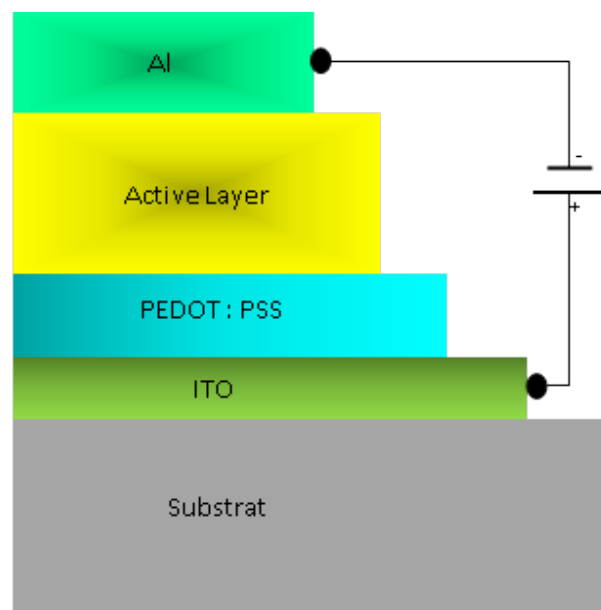 Al
-
Active Layer
+
PEDOT : PSS
ITO
Substrat